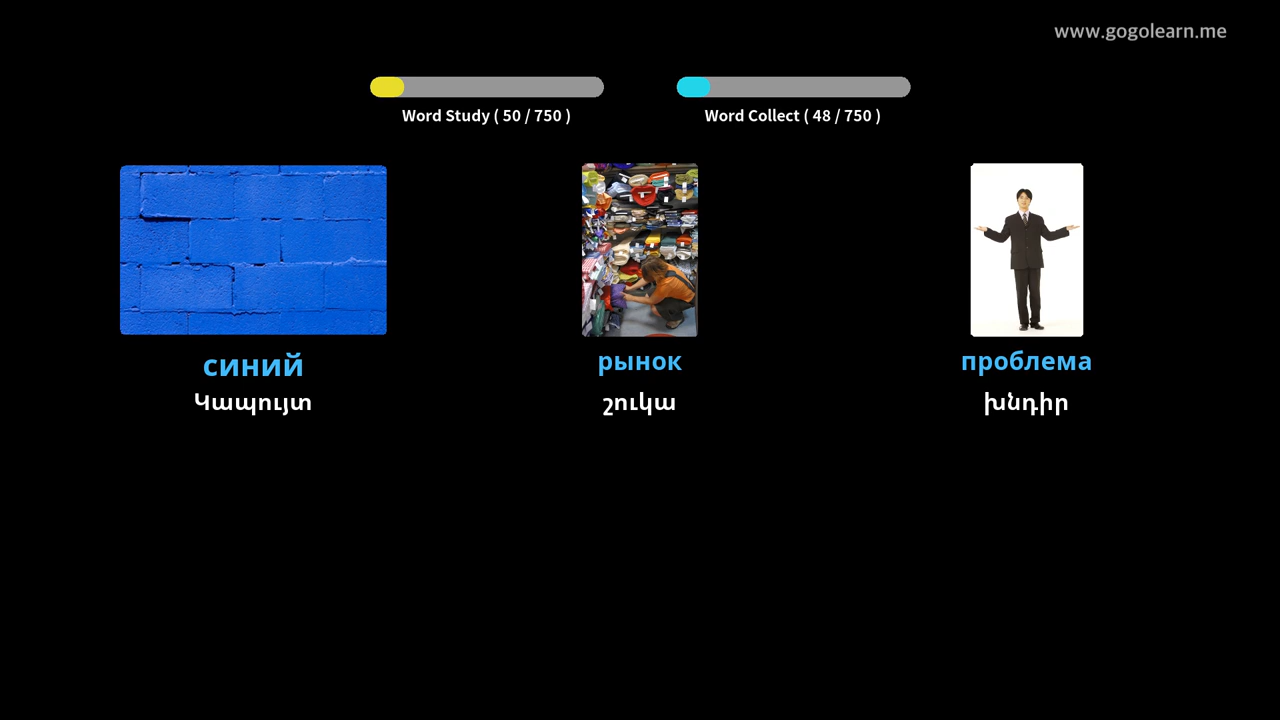 www.gogolearn.me
Word Study ( 50 / 750 )
Word Collect ( 48 / 750 )
синий
Կապույտ
рынок
շուկա
проблема
խնդիր